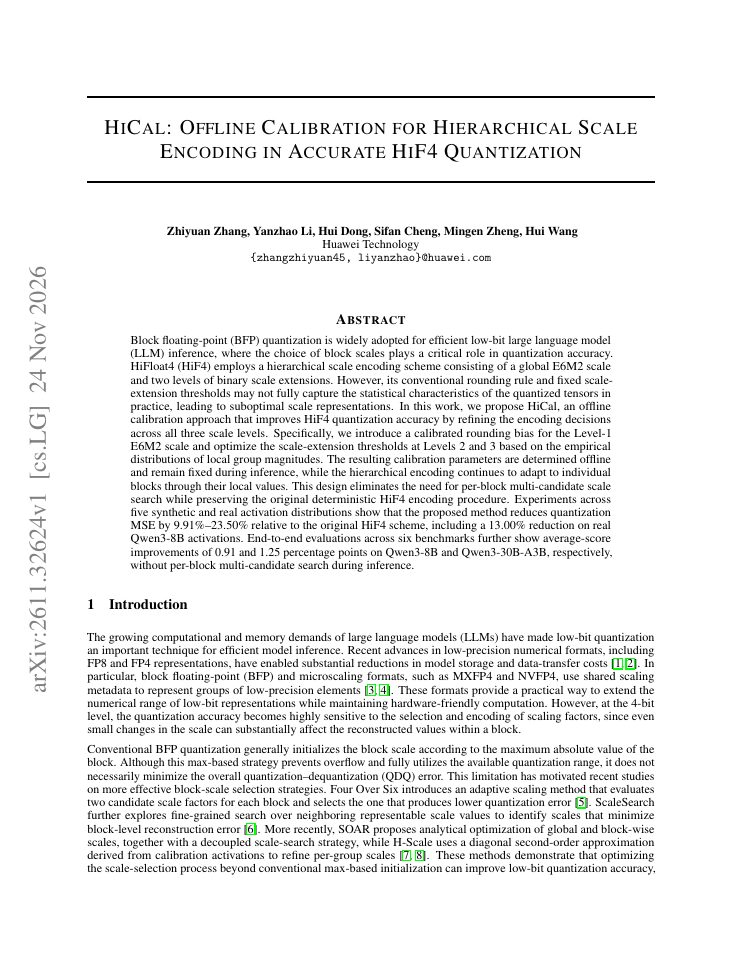 HICAL: OFFLINE CALIBRATION FOR HIERARCHICAL SCALE
ENCODING IN ACCURATE HIF4 QUANTIZATION
Zhiyuan Zhang, Yanzhao Li, Hui Dong, Sifan Cheng, Mingen Zheng, Hui Wang
Huawei Technology
{zhangzhiyuan45, liyanzhao}@huawei.com
ABSTRACT
Block floating-point (BFP) quantization is widely adopted for efficient low-bit large language model
(LLM) inference, where the choice of block scales plays a critical role in quantization accuracy.
HiFloat4 (HiF4) employs a hierarchical scale encoding scheme consisting of a global E6M2 scale
and two levels of binary scale extensions. However, its conventional rounding rule and fixed scale-
extension thresholds may not fully capture the statistical characteristics of the quantized tensors in
practice, leading to suboptimal scale representations. In this work, we propose HiCal, an offline
calibration approach that improves HiF4 quantization accuracy by refining the encoding decisions
across all three scale levels. Specifically, we introduce a calibrated rounding bias for the Level-1
E6M2 scale and optimize the scale-extension thresholds at Levels 2 and 3 based on the empirical
distributions of local group magnitudes. The resulting calibration parameters are determined offline
and remain fixed during inference, while the hierarchical encoding continues to adapt to individual
blocks through their local values. This design eliminates the need for per-block multi-candidate scale
search while preserving the original deterministic HiF4 encoding procedure. Experiments across
five synthetic and real activation distributions show that the proposed method reduces quantization
MSE by 9.91%–23.50% relative to the original HiF4 scheme, including a 13.00% reduction on real
Qwen3-8B activations. End-to-end evaluations across six benchmarks further show average-score
improvements of 0.91 and 1.25 percentage points on Qwen3-8B and Qwen3-30B-A3B, respectively,
without per-block multi-candidate search during inference.
1 Introduction
The growing computational and memory demands of large language models (LLMs) have made low-bit quantization
an important technique for efficient model inference. Recent advances in low-precision numerical formats, including
FP8 and FP4 representations, have enabled substantial reductions in model storage and data-transfer costs [1, 2]. In
particular, block floating-point (BFP) and microscaling formats, such as MXFP4 and NVFP4, use shared scaling
metadata to represent groups of low-precision elements [3, 4]. These formats provide a practical way to extend the
numerical range of low-bit representations while maintaining hardware-friendly computation. However, at the 4-bit
level, the quantization accuracy becomes highly sensitive to the selection and encoding of scaling factors, since even
small changes in the scale can substantially affect the reconstructed values within a block.
Conventional BFP quantization generally initializes the block scale according to the maximum absolute value of the
block. Although this max-based strategy prevents overflow and fully utilizes the available quantization range, it does not
necessarily minimize the overall quantization–dequantization (QDQ) error. This limitation has motivated recent studies
on more effective block-scale selection strategies. Four Over Six introduces an adaptive scaling method that evaluates
two candidate scale factors for each block and selects the one that produces lower quantization error [5]. ScaleSearch
further explores fine-grained search over neighboring representable scale values to identify scales that minimize
block-level reconstruction error [6]. More recently, SOAR proposes analytical optimization of global and block-wise
scales, together with a decoupled scale-search strategy, while H-Scale uses a diagonal second-order approximation
derived from calibration activations to refine per-group scales [7, 8]. These methods demonstrate that optimizing
the scale-selection process beyond conventional max-based initialization can improve low-bit quantization accuracy,
arXiv:2611.32624v1 [cs.LG] 24 Nov 2026